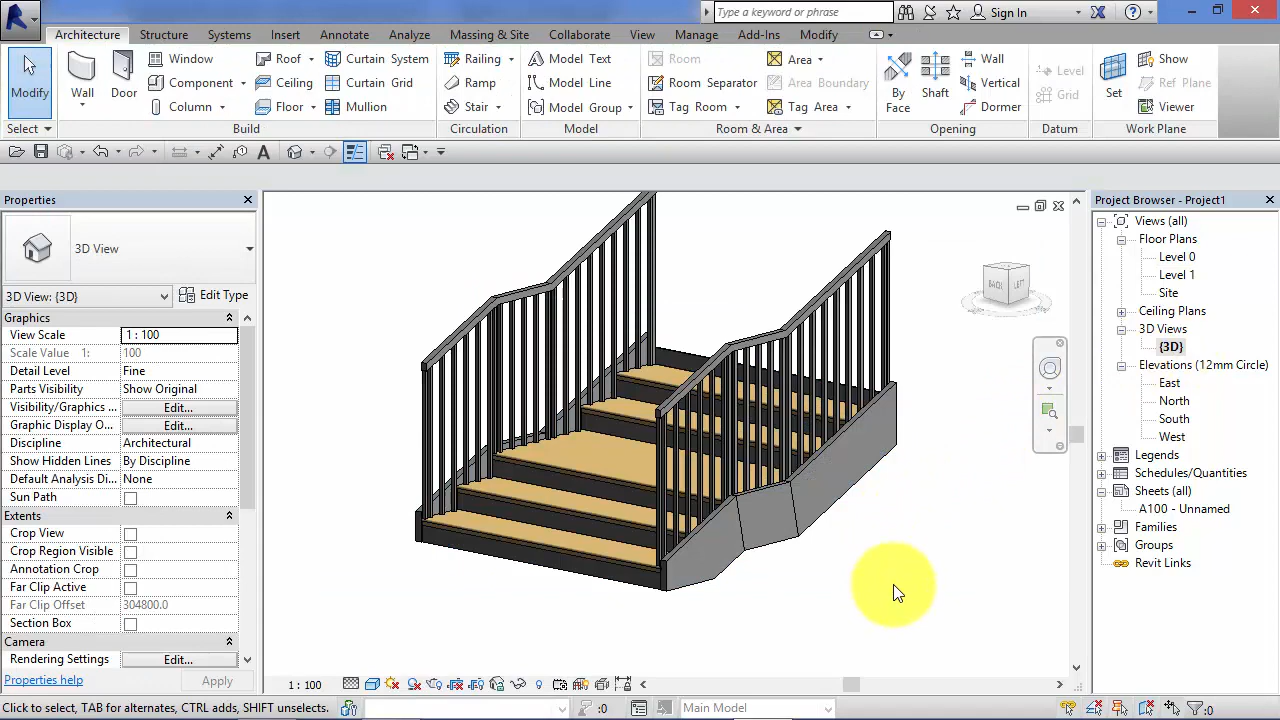 Type a keyword or phrase
Sign In
Architecture Structure Systems Insert Annotate Analyze Massing & Site Collaborate View Manage Add-Ins Modify
Modify
Select
Wall
Door
Window
Component
Column
Roof
Ceiling
Floor
Curtain System
Curtain Grid
Mullion
Build
Railing
Ramp
Stair
Circulation
Model Text
Model Line
Model Group
Model
Room
Room Separator
Tag Room
Area
Area Boundary
Tag Area
Room & Area
By
Face
Shaft
Wall
Vertical
Dormer
Opening
Level
Grid
Datum
Set
Show
Ref Plane
Viewer
Work Plane
Properties
3D View
3D View: {3D}
Edit Type
Graphics
View Scale 1 : 100
Scale Value 1: 100
Detail Level Fine
Parts Visibility Show Original
Visibility/Graphics ... Edit...
Graphic Display O... Edit...
Discipline Architectural
Show Hidden Lines By Discipline
Default Analysis Di... None
Sun Path
Extents
Crop View
Crop Region Visible
Annotation Crop
Far Clip Active
Far Clip Offset 304800.0
Section Box
Camera
Rendering Settings Edit...
Properties help
Apply
BACK
LEFT
1 : 100
Project Browser - Project1
Views (all)
Floor Plans
Level 0
Level 1
Site
Ceiling Plans
3D Views
{3D}
Elevations (12mm Circle)
East
North
South
West
Legends
Schedules/Quantities
Sheets (all)
A100 - Unnamed
Families
Groups
Revit Links
Click to select, TAB for alternates, CTRL adds, SHIFT unselects.
:0
Main Model
:0